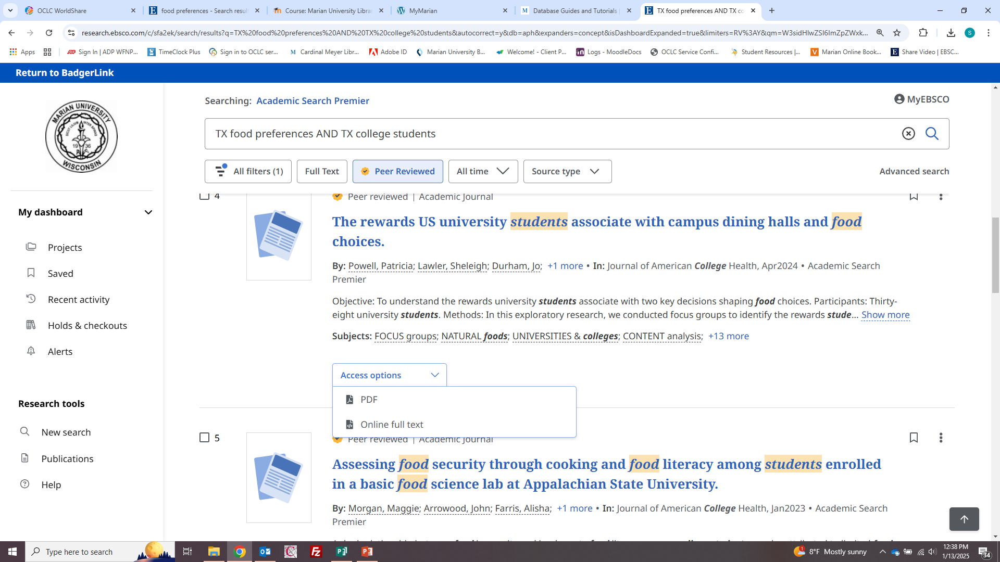 OCLC WorldShare
food preferences - Search resul
Course: Marian University Libra
MyMarian
Database Guides and Tutorials
TX food preferences AND TX co
research.ebsco.com/c/sfa2ek/search/results?q=TX%20food%20preferences%20AND%20TX%20college%20students&autocorrect=y&db=aph&expanders=concept&isDashboardExpanded=true&limiters=RV%3AY&qm=W3sidHlwZSI6ImZpZWxk...
S
Apps
Sign In | ADP WFNP...
TimeClock Plus
Sign in to OCLC ser...
Cardinal Meyer Libr...
Adobe ID
Marian University B...
Welcome! - Client P...
Logs - MoodleDocs
OCLC Service Confi...
Student Resources |...
Marian Online Book...
Share Video | EBSC...
Return to BadgerLink
MARIAN UNIVERSITY
1936
WISCONSIN
Searching: Academic Search Premier
MyEBSCO
TX food preferences AND TX college students
All filters (1)
Full Text
Peer Reviewed
All time
Source type
Advanced search
My dashboard
Projects
Saved
Recent activity
Holds & checkouts
Alerts
Research tools
New search
Publications
Help
4
Peer reviewed | Academic Journal
The rewards US university students associate with campus dining halls and food
choices.
By: Powell, Patricia; Lawler, Sheleigh; Durham, Jo; +1 more • In: Journal of American College Health, Apr2024 • Academic Search
Premier
Objective: To understand the rewards university students associate with two key decisions shaping food choices. Participants: Thirty-
eight university students. Methods: In this exploratory research, we conducted focus groups to identify the rewards stude... Show more
Subjects: FOCUS groups; NATURAL foods; UNIVERSITIES & colleges; CONTENT analysis; +13 more
Access options
PDF
Online full text
5
Peer reviewed | Academic Journal
Assessing food security through cooking and food literacy among students enrolled
in a basic food science lab at Appalachian State University.
By: Morgan, Maggie; Arrowood, John; Farris, Alisha; +1 more • In: Journal of American College Health, Jan2023 • Academic Search
Premier
Type here to search
8°F Mostly sunny
12:38 PM
1/13/2025
34